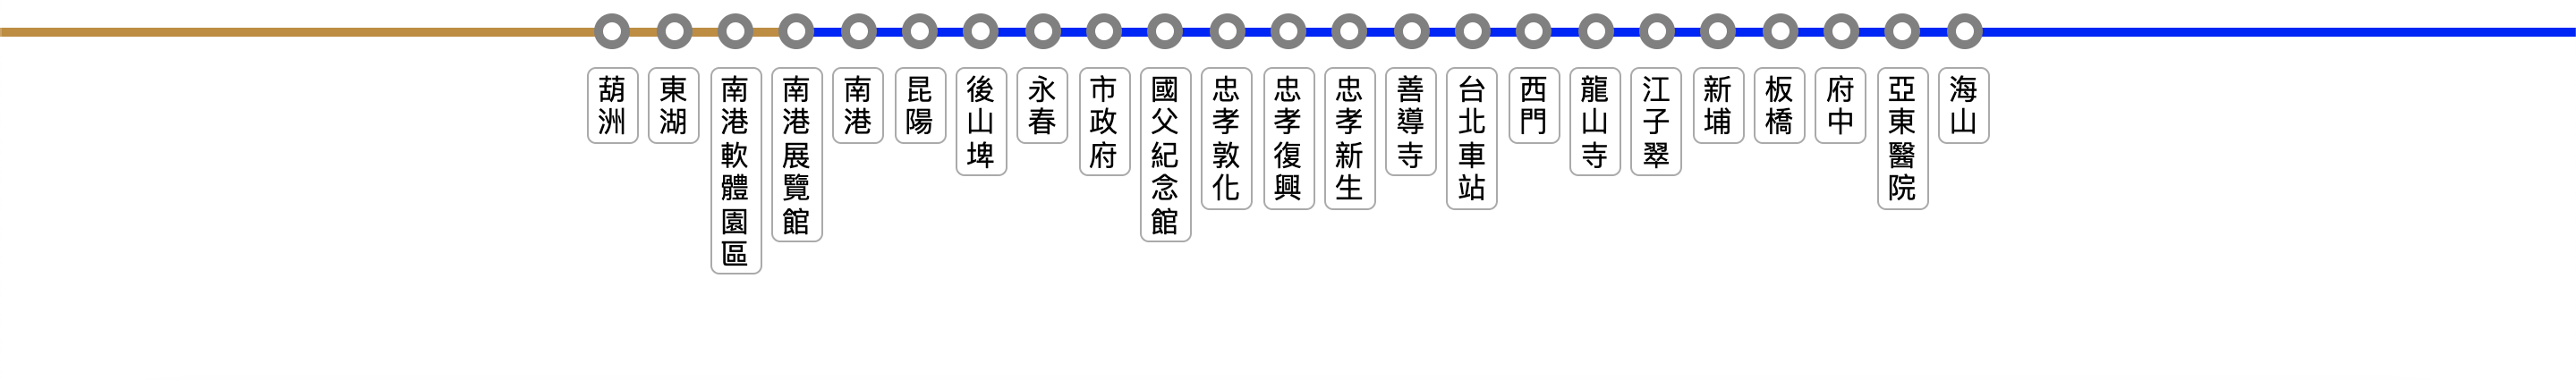 葫洲
東湖
南港軟體園區
南港展覽館
南港
昆陽
後山埤
永春
市政府
國父紀念館
忠孝敦化
忠孝復興
忠孝新生
善導寺
台北車站
西門
龍山寺
江子翠
新埔
板橋
府中
亞東醫院
海山